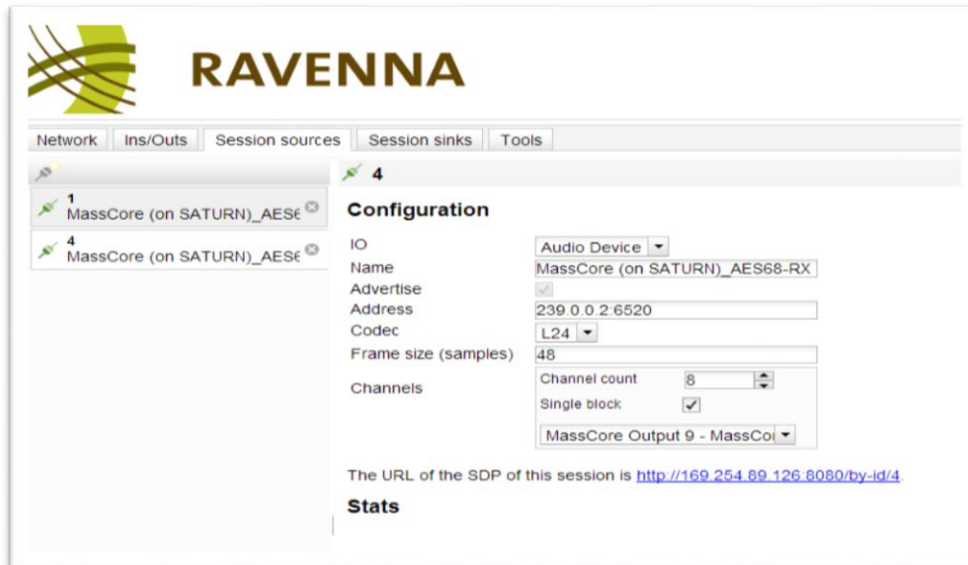 RAVENNA
Network Ins/Outs Session sources Session sinks Tools
1
MassCore (on SATURN)_AES6
4
MassCore (on SATURN)_AES6
4
Configuration
IO Audio Device
Name MassCore (on SATURN)_AES68-RX
Advertise
Address 239.0.0.2:6520
Codec L24
Frame size (samples) 48
Channels
Channel count 8
Single block
MassCore Output 9 - MassCo
The URL of the SDP of this session is http://169.254.89.126:8080/by-id/4.
Stats